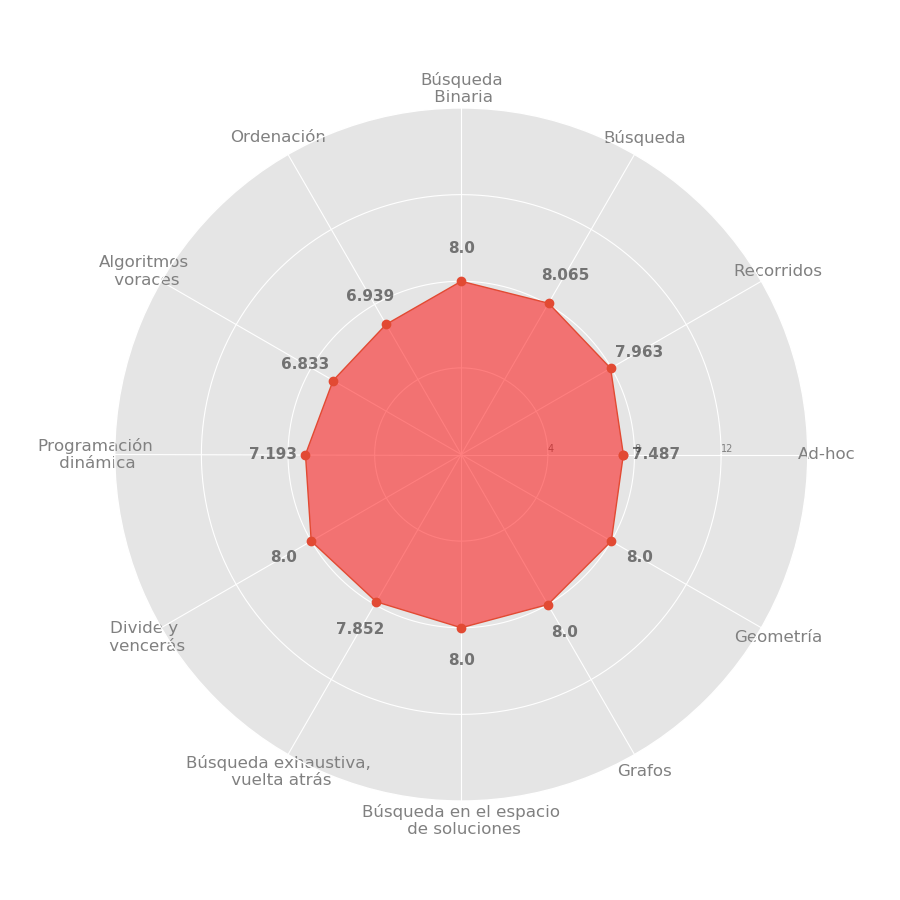 Búsqueda
Binaria
Ordenación
Búsqueda
8.0
Algoritmos
voraces
Recorridos
8.065
6.939
7.963
6.833
Programación
dinámica
7.193
4
8
7.487
12
Ad-hoc
8.0
8.0
Divide y
vencerás
7.852
8.0
8.0
Geometría
Búsqueda exhaustiva,
vuelta atrás
Grafos
Búsqueda en el espacio
de soluciones